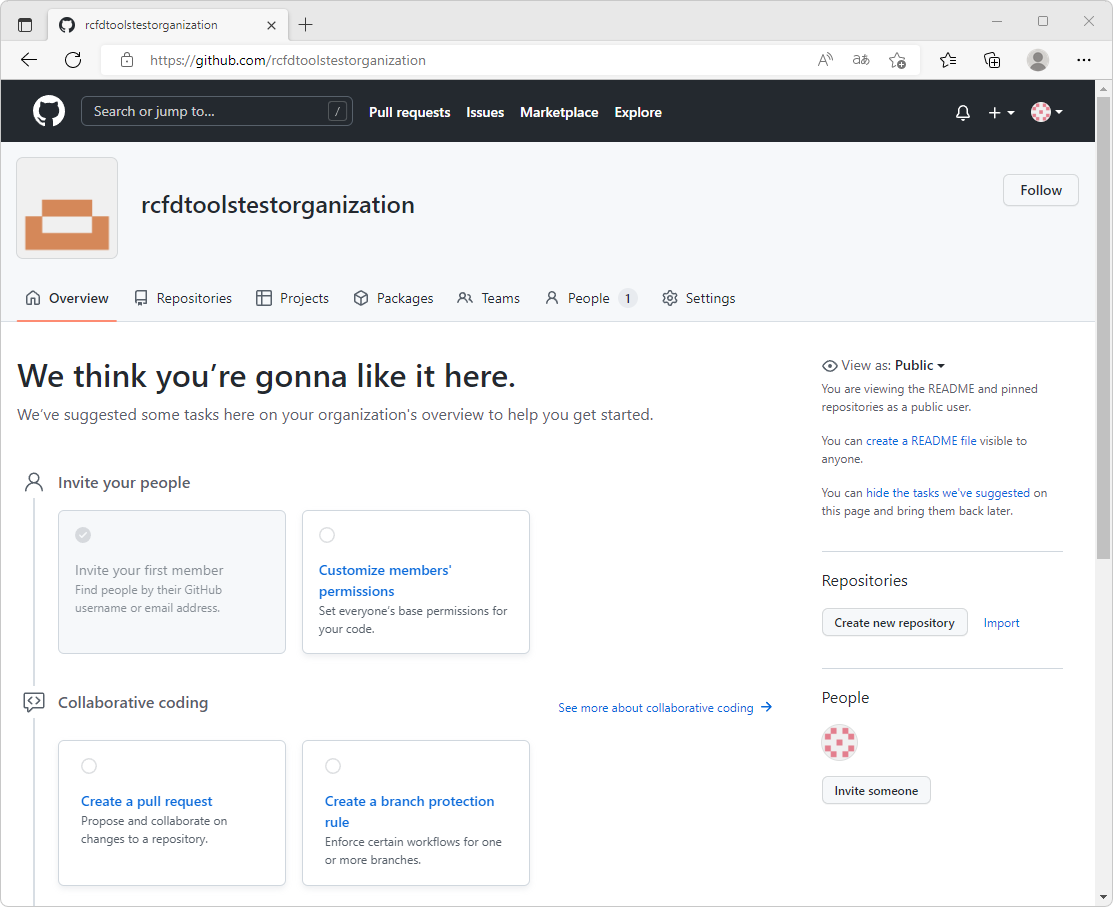 rcfdtoolstestorganization
https://github.com/rcfdtoolstestorganization
Search or jump to... /
Pull requests Issues Marketplace Explore
rcfdtoolstestorganization
Follow
Overview Repositories Projects Packages Teams People 1 Settings
We think you’re gonna like it here.
We’ve suggested some tasks here on your organization's overview to help you get started.
Invite your people
Invite your first member
Find people by their GitHub
username or email address.
Customize members'
permissions
Set everyone's base permissions for
your code.
Collaborative coding
See more about collaborative coding
Create a pull request
Propose and collaborate on
changes to a repository.
Create a branch protection
rule
Enforce certain workflows for one
or more branches.
View as: Public
You are viewing the README and pinned
repositories as a public user.
You can create a README file visible to
anyone.
You can hide the tasks we've suggested on
this page and bring them back later.
Repositories
Create new repository Import
People
Invite someone